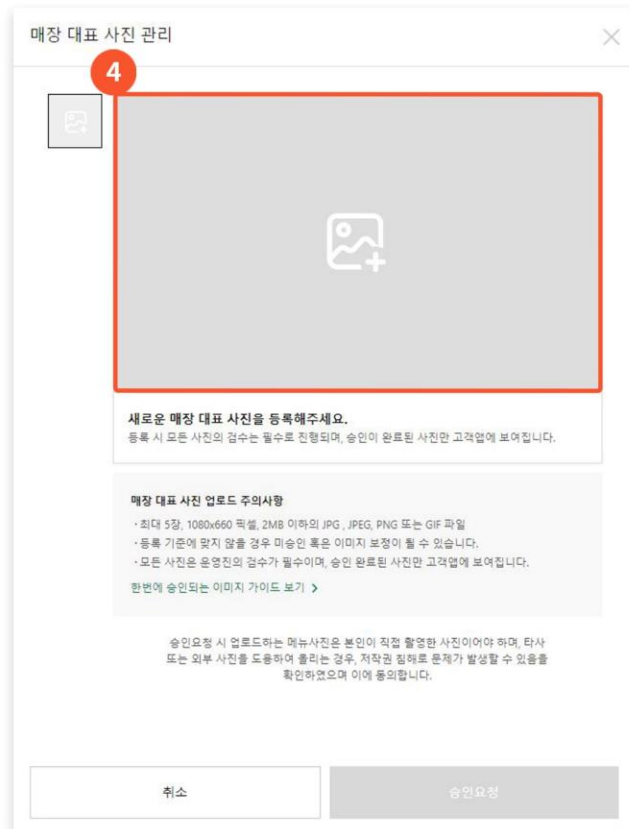 매장 대표 사진 관리
4
새로운 매장 대표 사진을 등록해주세요.
등록 시 모든 사진의 검수는 필수로 진행되며, 승인이 완료된 사진만 고객앱에 보여집니다.
매장 대표 사진 업로드 주의사항
· 최대 5장, 1080x660 픽셀, 2MB 이하의 JPG , JPEG, PNG 또는 GIF 파일
· 등록 기준에 맞지 않을 경우 미승인 혹은 이미지 보정이 될 수 있습니다.
· 모든 사진은 운영진의 검수가 필수이며, 승인 완료된 사진만 고객앱에 보여집니다.
한번에 승인되는 이미지 가이드 보기 >
승인요청 시 업로드하는 메뉴사진은 본인이 직접 촬영한 사진이어야 하며, 타사
또는 외부 사진을 도용하여 올리는 경우, 저작권 침해로 문제가 발생할 수 있음을
확인하였으며 이에 동의합니다.
취소
승인요청